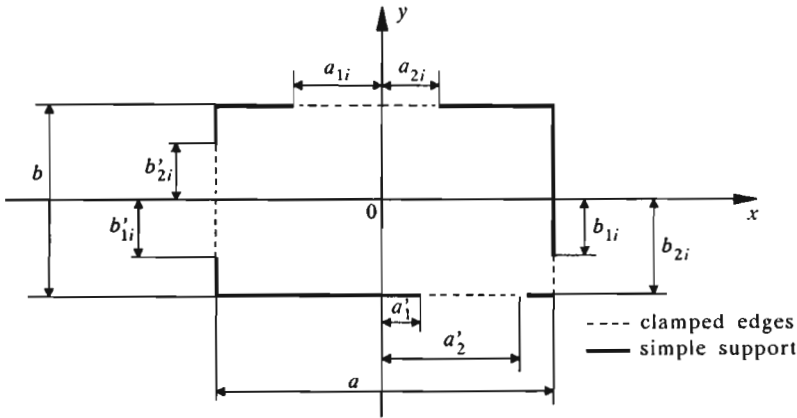 y
a₁ᵢ
a₂ᵢ
b
b′₂ᵢ
0
x
b′₁ᵢ
b₁ᵢ
b₂ᵢ
a′₁
a′₂
a
clamped edges
simple support